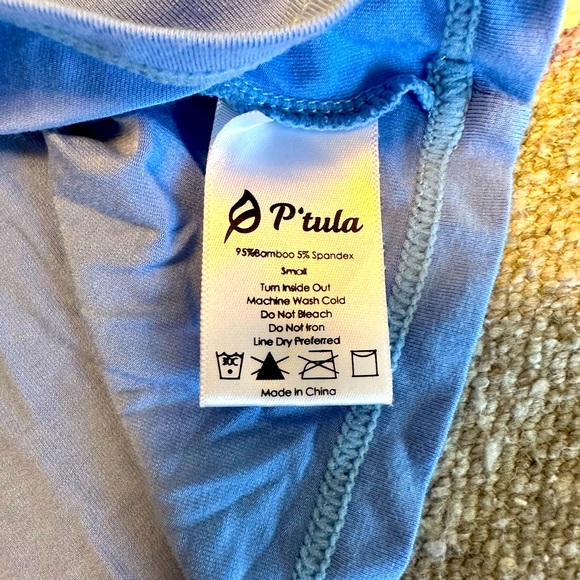 P'tula
95%Bamboo 5% Spandex
Small
Turn Inside Out
Machine Wash Cold
Do Not Bleach
Do Not Iron
Line Dry Preferred
30C
Made In China